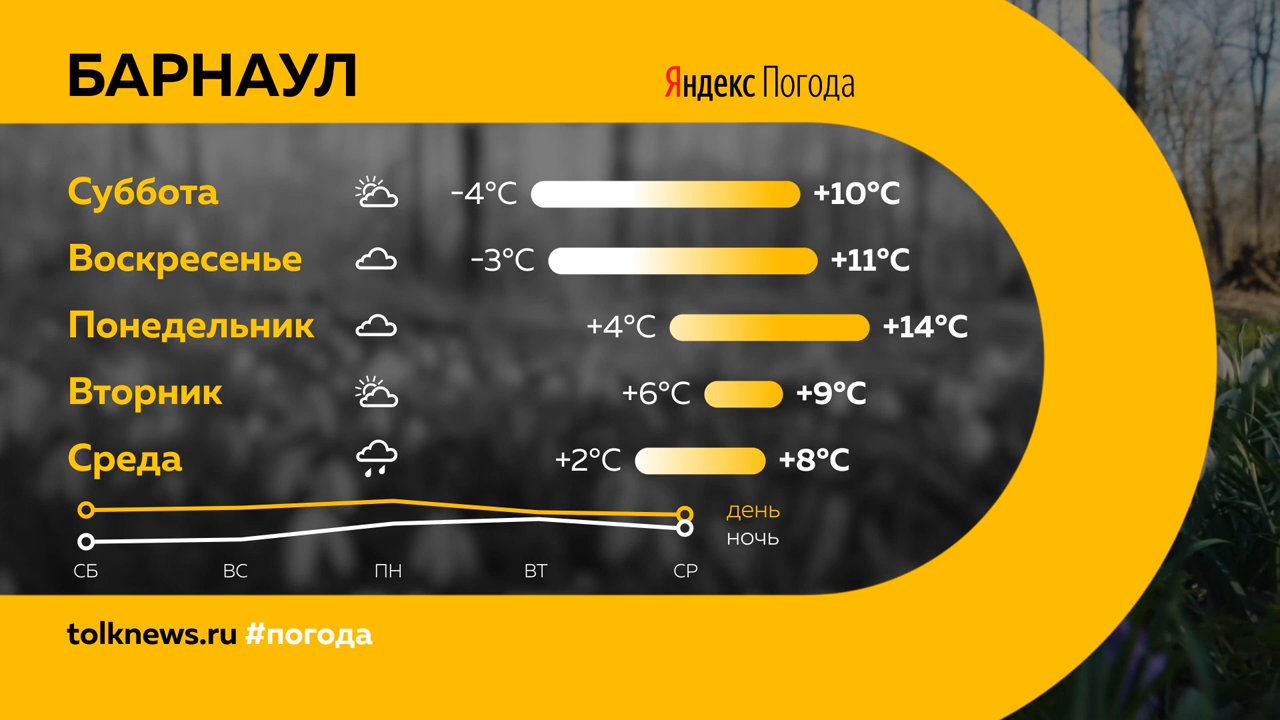 БАРНАУЛ
Яндекс Погода
Суббота −4°C +10°C
Воскресенье −3°C +11°C
Понедельник +4°C +14°C
Вторник +6°C +9°C
Среда +2°C +8°C
день
ночь
СБ ВС ПН ВТ СР
tolknews.ru #погода